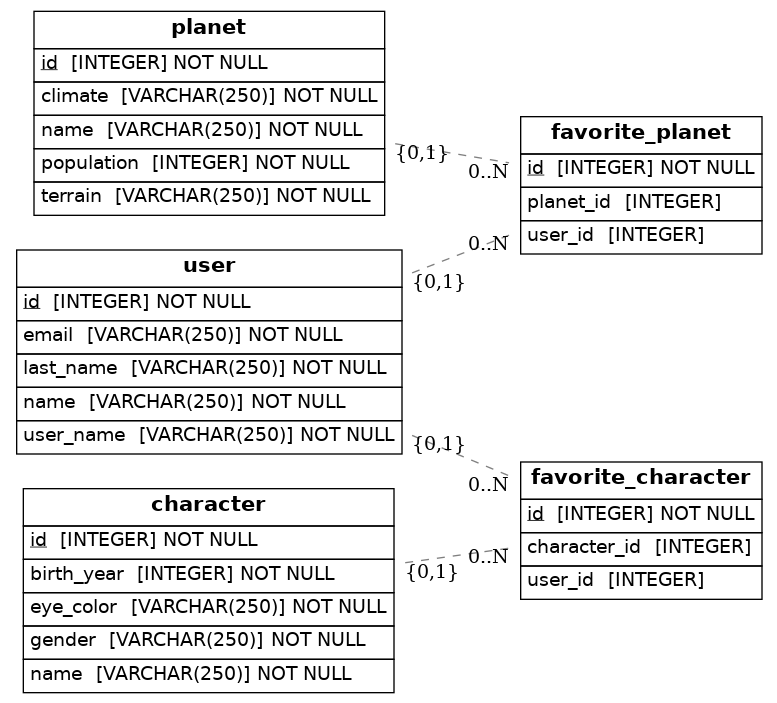 planet
id [INTEGER] NOT NULL
climate [VARCHAR(250)] NOT NULL
name [VARCHAR(250)] NOT NULL
population [INTEGER] NOT NULL
terrain [VARCHAR(250)] NOT NULL
{0,1}
0..N
favorite_planet
id [INTEGER] NOT NULL
planet_id [INTEGER]
user_id [INTEGER]
0..N
{0,1}
user
id [INTEGER] NOT NULL
email [VARCHAR(250)] NOT NULL
last_name [VARCHAR(250)] NOT NULL
name [VARCHAR(250)] NOT NULL
user_name [VARCHAR(250)] NOT NULL
{0,1}
0..N
favorite_character
id [INTEGER] NOT NULL
character_id [INTEGER]
user_id [INTEGER]
0..N
{0,1}
character
id [INTEGER] NOT NULL
birth_year [INTEGER] NOT NULL
eye_color [VARCHAR(250)] NOT NULL
gender [VARCHAR(250)] NOT NULL
name [VARCHAR(250)] NOT NULL